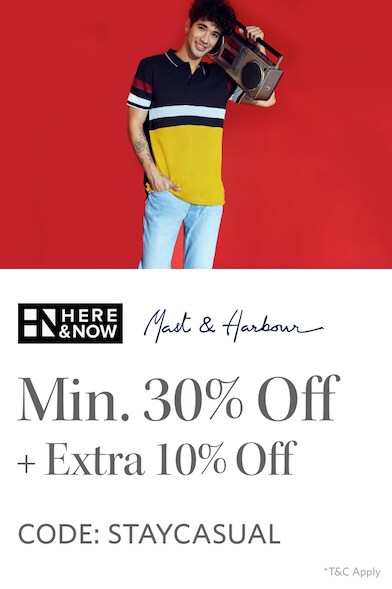 HERE
&NOW
Mast & Harbour
Min. 30% Off
+ Extra 10% Off
CODE: STAYCASUAL
*T&C Apply